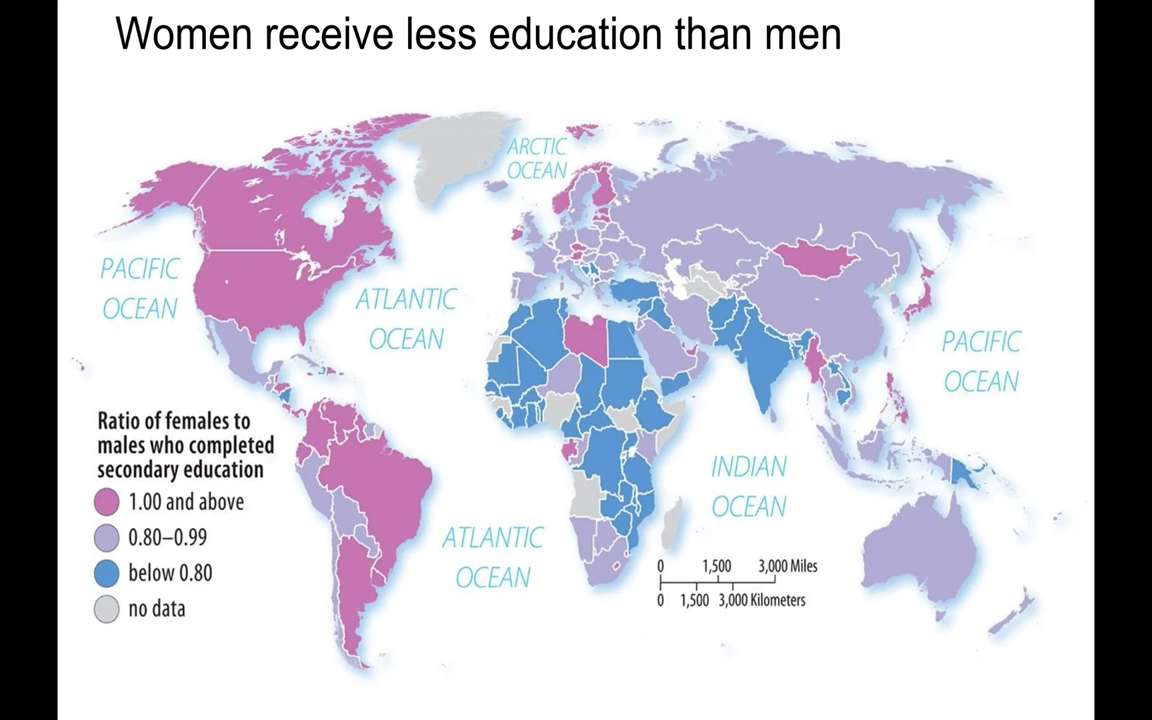 Women receive less education than men
ARCTIC
OCEAN
PACIFIC
OCEAN
ATLANTIC
OCEAN
PACIFIC
OCEAN
Ratio of females to
males who completed
secondary education
1.00 and above
0.80–0.99
below 0.80
no data
INDIAN
OCEAN
ATLANTIC
OCEAN
0 1,500 3,000 Miles
0 1,500 3,000 Kilometers